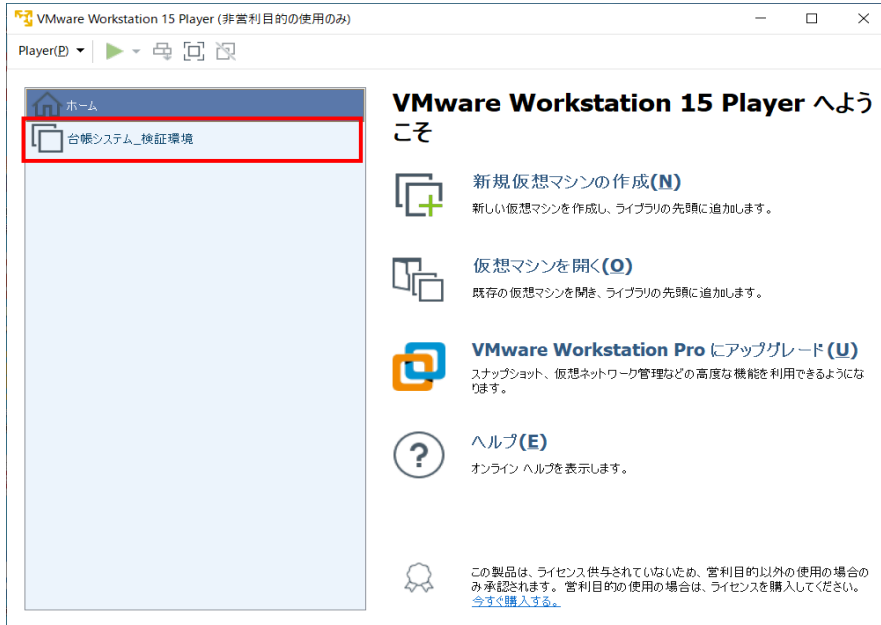 VMware Workstation 15 Player (非営利目的の使用のみ)
Player(P)
ホーム
台帳システム_検証環境
VMware Workstation 15 Player へよう
こそ
新規仮想マシンの作成(N)
新しい仮想マシンを作成し、ライブラリの先頭に追加します。
仮想マシンを開く(O)
既存の仮想マシンを開き、ライブラリの先頭に追加します。
VMware Workstation Pro にアップグレード(U)
スナップショット、仮想ネットワーク管理などの高度な機能を利用できるようにな
ります。
ヘルプ(E)
オンライン ヘルプを表示します。
この製品は、ライセンス供与されていないため、営利目的以外の使用の場合の
み承認されます。営利目的の使用の場合は、ライセンスを購入してください。
今すぐ購入する。